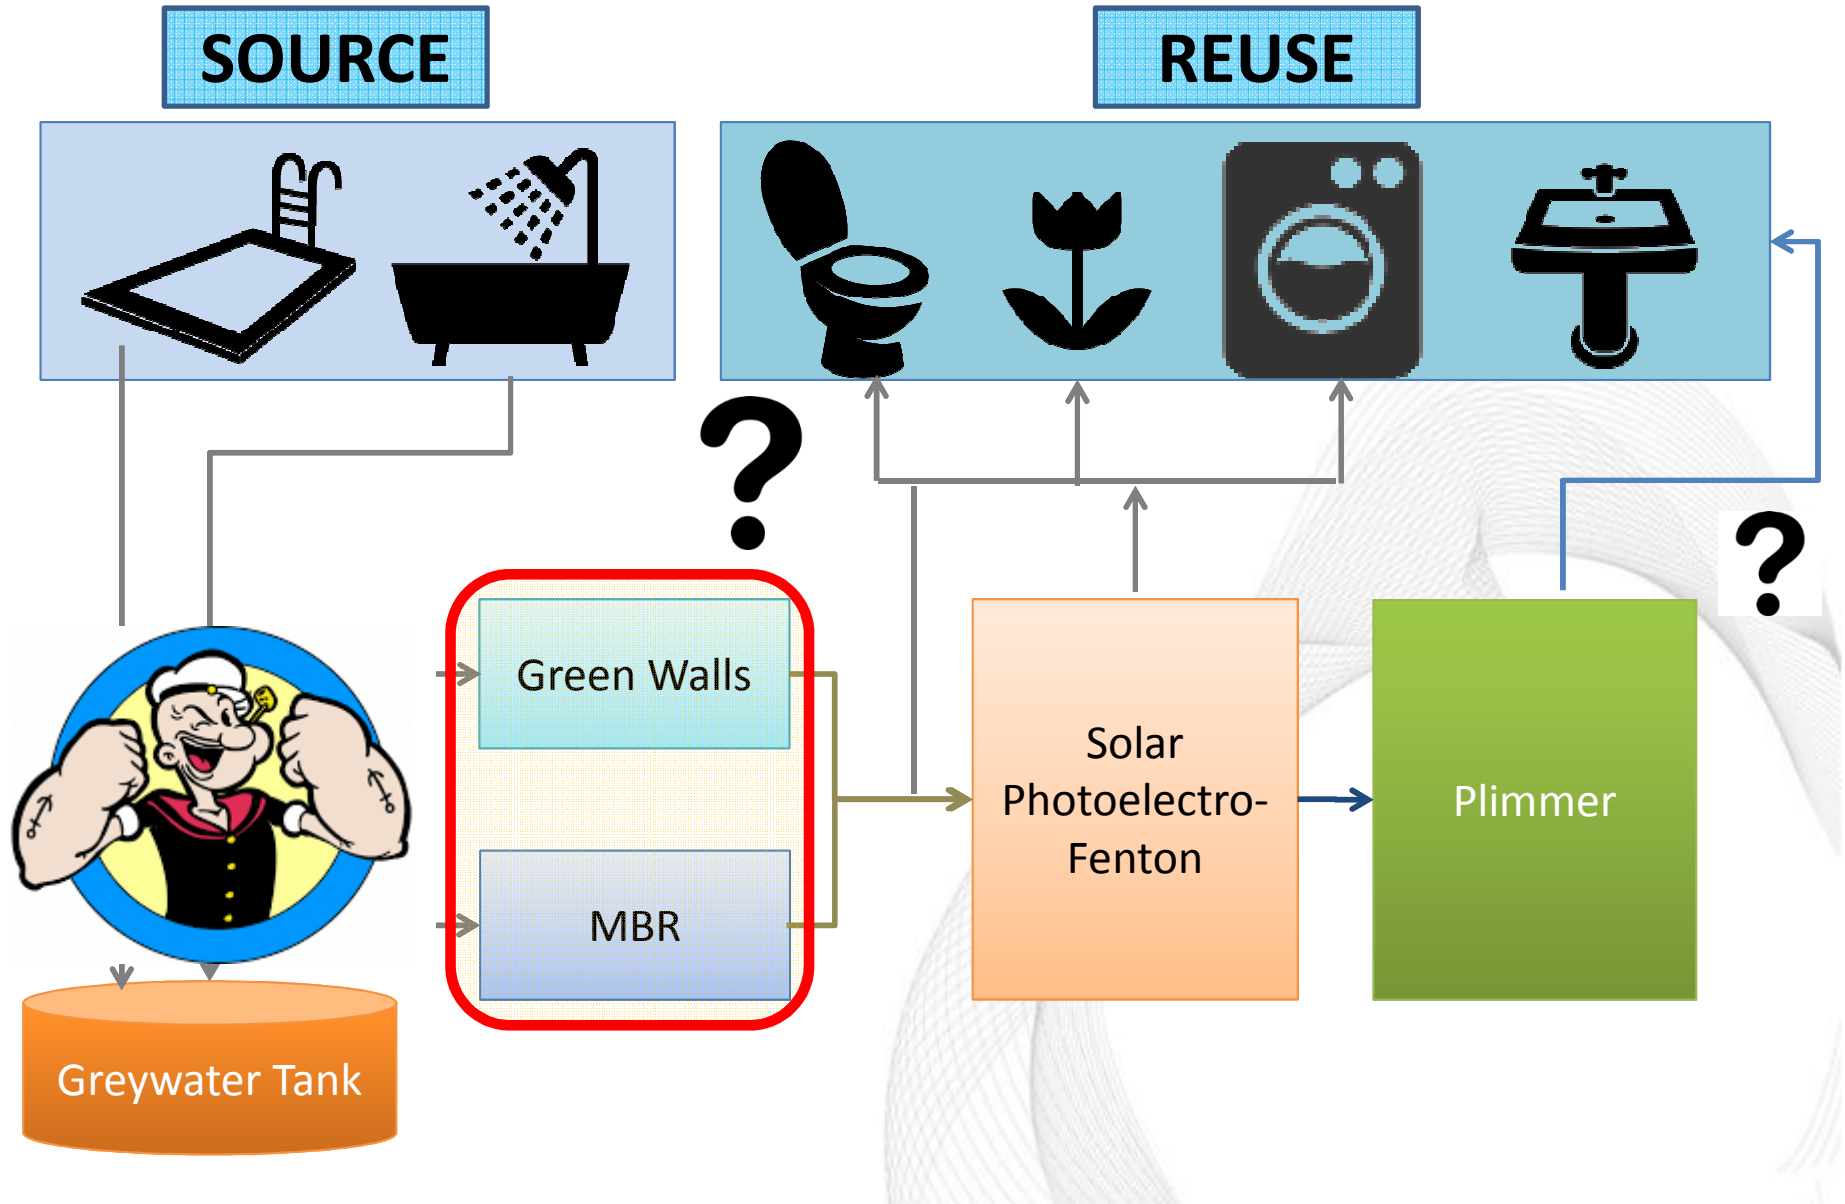 SOURCE
REUSE
?
?
Green Walls
Solar
Photoelectro-
Fenton
Plimmer
MBR
Greywater Tank